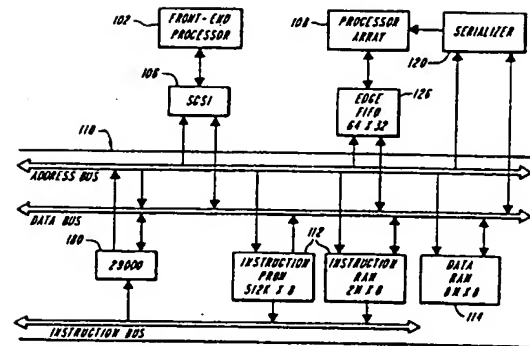 102
FRONT-END
PROCESSOR
108
PROCESSOR
ARRAY
SERIALIZER
120
106
SCSI
EDGE
FIFO
64 X 32
126
110
ADDRESS BUS
DATA BUS
180
29000
INSTRUCTION
PROM
512K X 8
112
INSTRUCTION
RAM
2M X 8
DATA
RAM
8M X 8
114
INSTRUCTION BUS